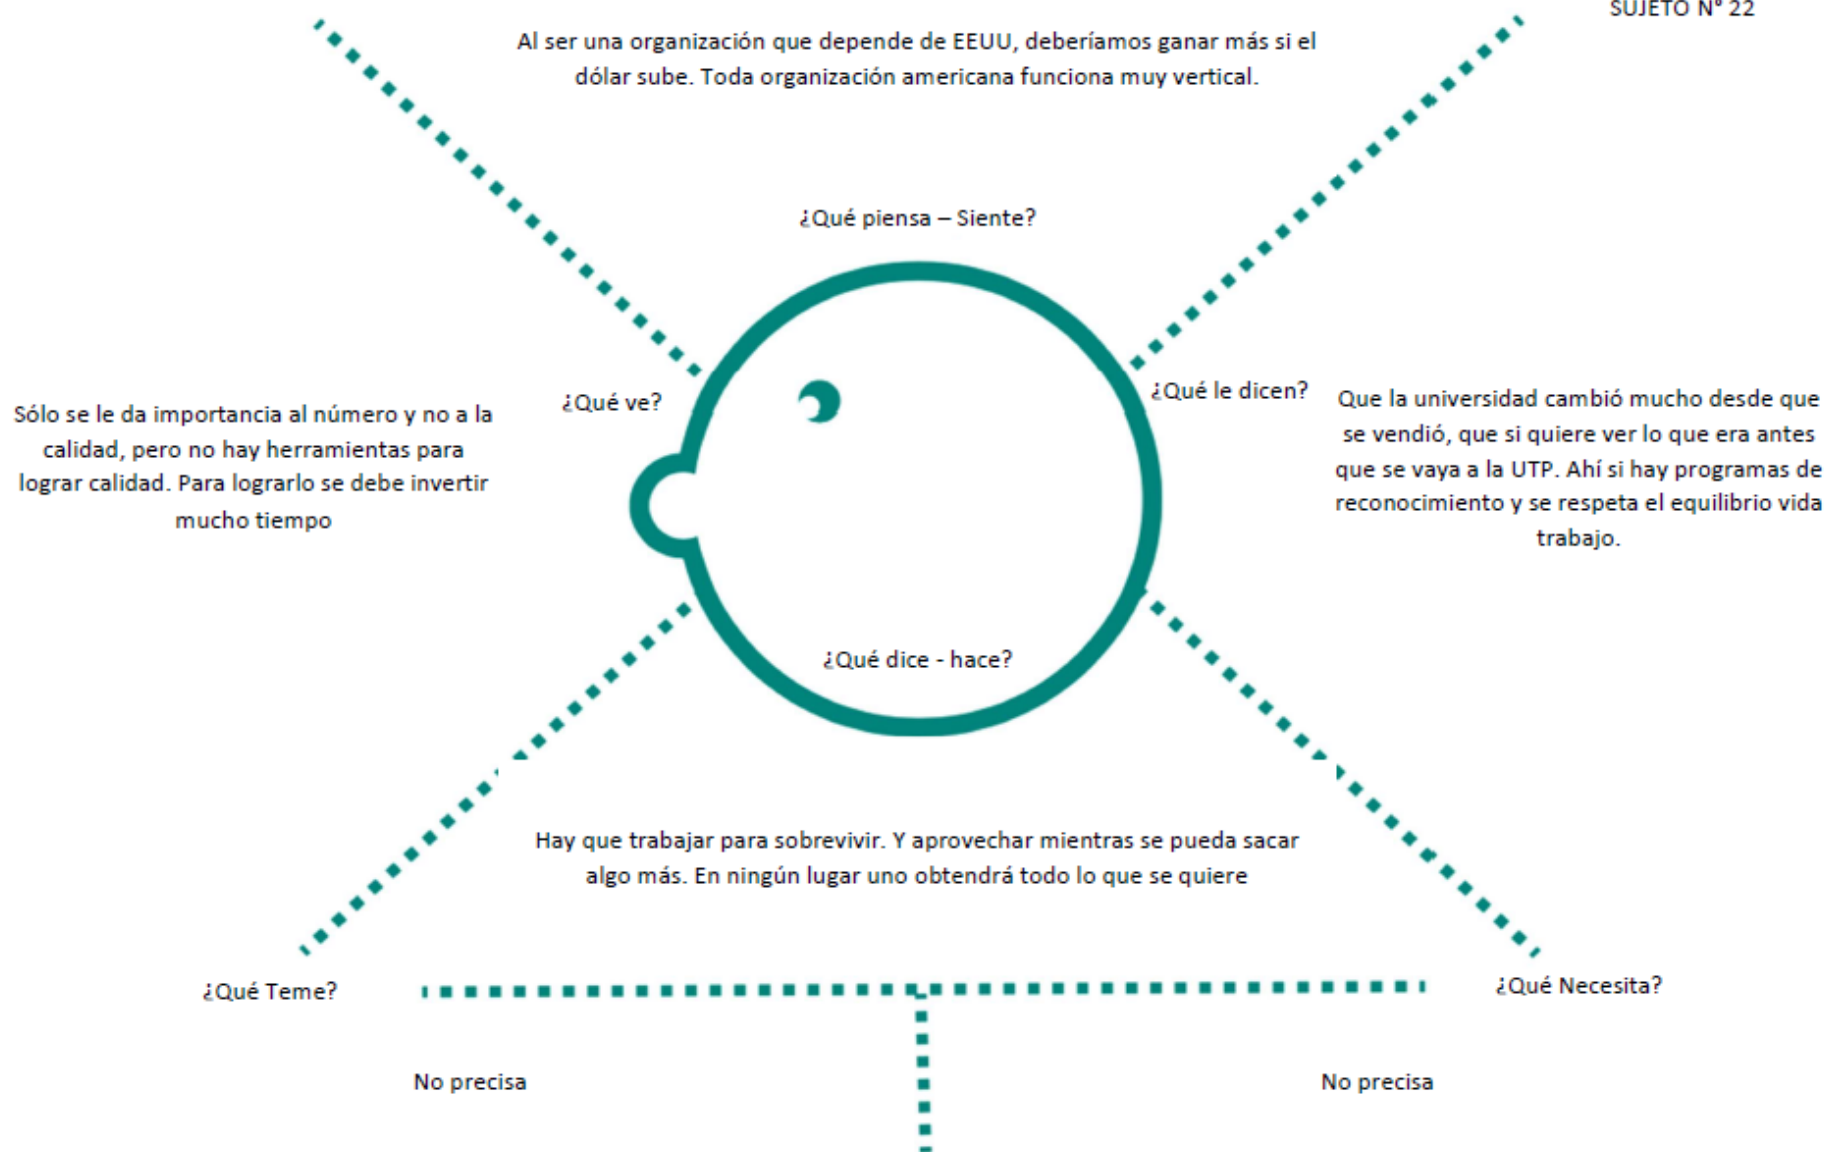 SUJETO N° 22
Al ser una organización que depende de EEUU, deberíamos ganar más si el
dólar sube. Toda organización americana funciona muy vertical.
¿Qué piensa – Siente?
¿Qué ve?
Sólo se le da importancia al número y no a la
calidad, pero no hay herramientas para
lograr calidad. Para lograrlo se debe invertir
mucho tiempo
¿Qué le dicen?
Que la universidad cambió mucho desde que
se vendió, que si quiere ver lo que era antes
que se vaya a la UTP. Ahí si hay programas de
reconocimiento y se respeta el equilibrio vida
trabajo.
¿Qué dice - hace?
Hay que trabajar para sobrevivir. Y aprovechar mientras se pueda sacar
algo más. En ningún lugar uno obtendrá todo lo que se quiere
¿Qué Teme?
¿Qué Necesita?
No precisa
No precisa